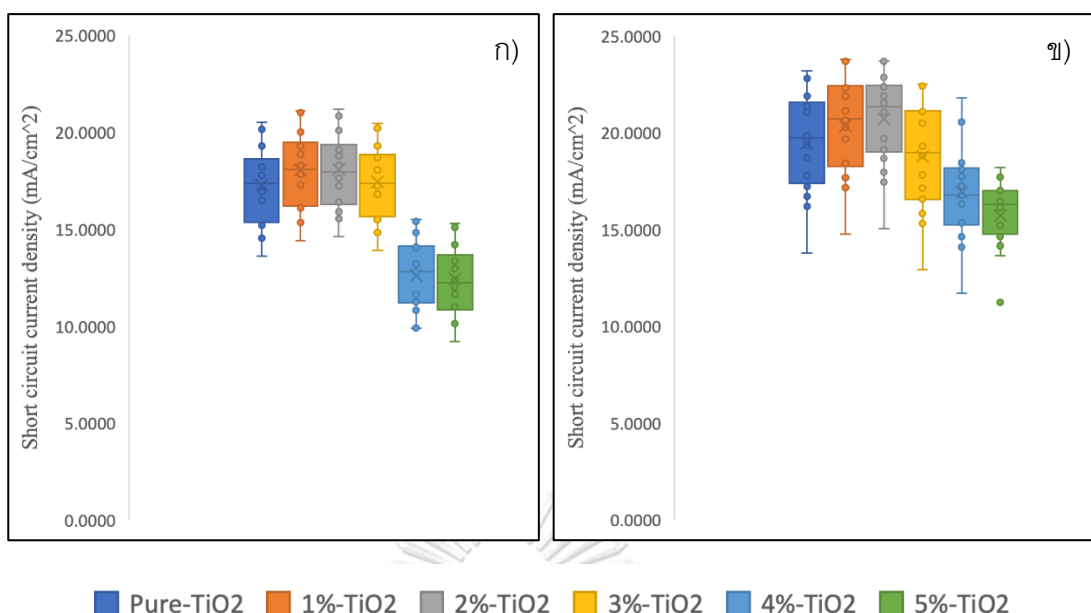 ก)
Short circuit current density (mA/cm^2)
25.0000
20.0000
15.0000
10.0000
5.0000
0.0000
ข)
Short circuit current density (mA/cm^2)
25.0000
20.0000
15.0000
10.0000
5.0000
0.0000
Pure-TiO2 1%-TiO2 2%-TiO2 3%-TiO2 4%-TiO2 5%-TiO2